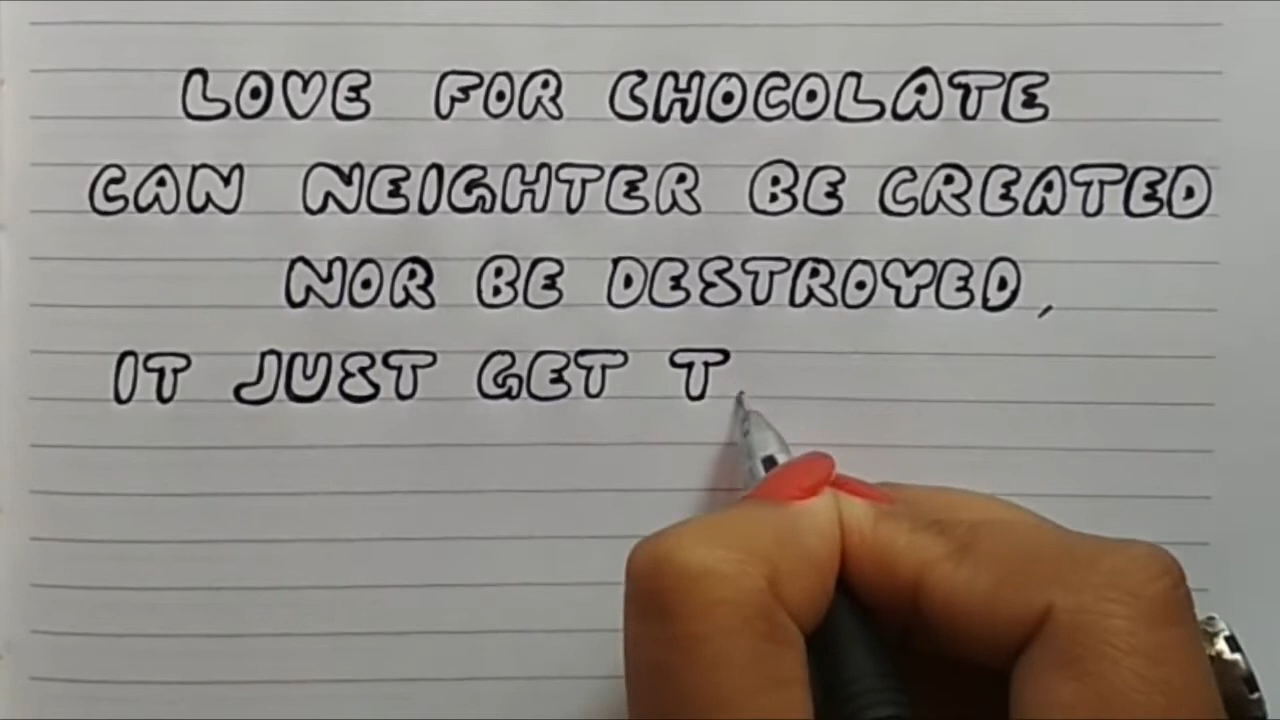 LOVE FOR CHOCOLATE
CAN NEIGHTER BE CREATED
NOR BE DESTROYED,
IT JUST GET T